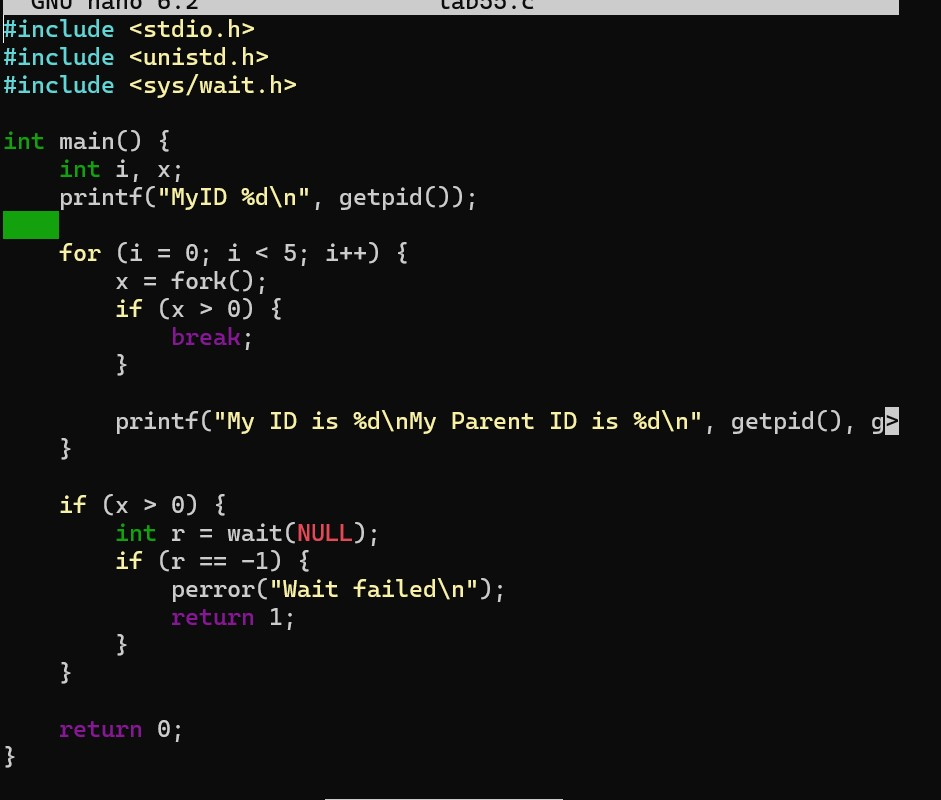 GNU nano 6.2 lab55.c
#include <stdio.h>
#include <unistd.h>
#include <sys/wait.h>

int main() {
    int i, x;
    printf("MyID %d\n", getpid());

    for (i = 0; i < 5; i++) {
        x = fork();
        if (x > 0) {
            break;
        }

        printf("My ID is %d\nMy Parent ID is %d\n", getpid(), g>
    }

    if (x > 0) {
        int r = wait(NULL);
        if (r == -1) {
            perror("Wait failed\n");
            return 1;
        }
    }

    return 0;
}